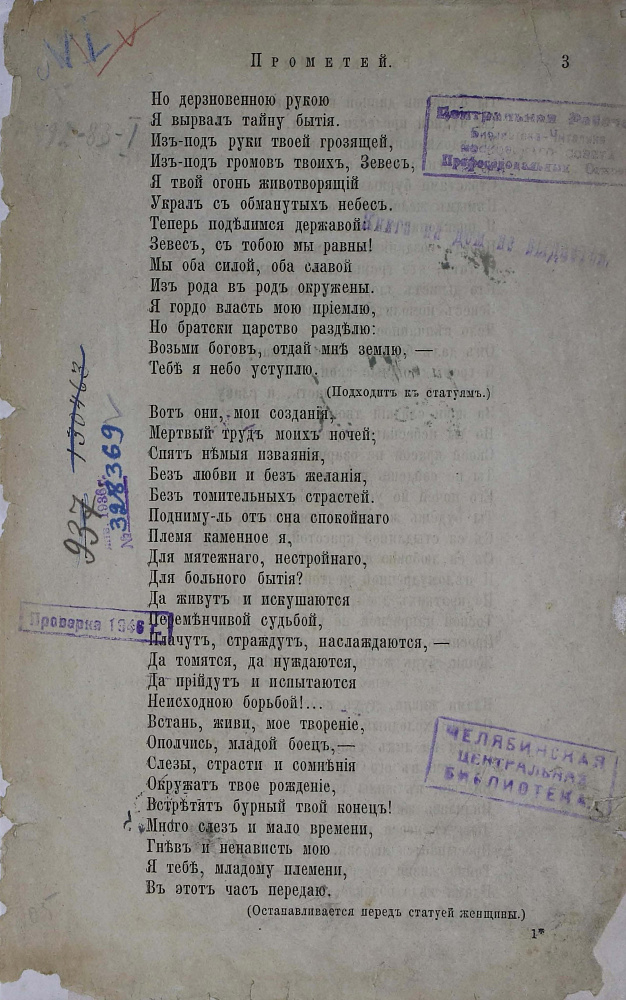 Прометей.
3
Но дерзновенною рукою
Я вырвалъ тайну бытія.
Изъ-подъ руки твоей грозящей,
Изъ-подъ громовъ твоихъ, Зевесъ,
Я твой огонь животворящій
Укралъ съ обманутыхъ небесъ.
Теперь подѣлимся державой:
Зевесъ, съ тобою мы равны!
Мы оба силой, оба славой
Изъ рода въ родъ окружены.
Я гордо власть мою пріемлю,
Но братски царство раздѣлю:
Возьми боговъ, отдай мнѣ землю, —
Тебѣ я небо уступлю.
(Подходитъ къ статуямъ.)
Вотъ они, мои созданія,
Мертвый трудъ моихъ ночей;
Спятъ нѣмыя изваянія,
Безъ любви и безъ желанія,
Безъ томительныхъ страстей.
Подниму-ль отъ сна спокойнаго
Племя каменное я,
Для мятежнаго, нестройнаго,
Для больного бытія?
Да живутъ и искушаются
Перемѣнчивой судьбой,
Плачутъ, страждутъ, наслаждаются, —
Да томятся, да нуждаются,
Да прійдутъ и испытаются
Неисходною борьбой!...
Встань, живи, мое твореніе,
Ополчись, младой боецъ, —
Слезы, страсти и сомнѣнія
Окружатъ твое рожденіе,
Встрѣтятъ бурный твой конецъ!
Много слезъ и мало времени,
Гнѣвъ и ненависть мою
Я тебѣ, младому племени,
Въ этотъ часъ передаю.
(Останавливается передъ статуей женщины.)
1*
Центральная
Проверка 1946 г.
ЧЕЛЯБИНСКАЯ
ЦЕНТРАЛЬНАЯ
БИБЛИОТЕКА
937 130463
№ 328369